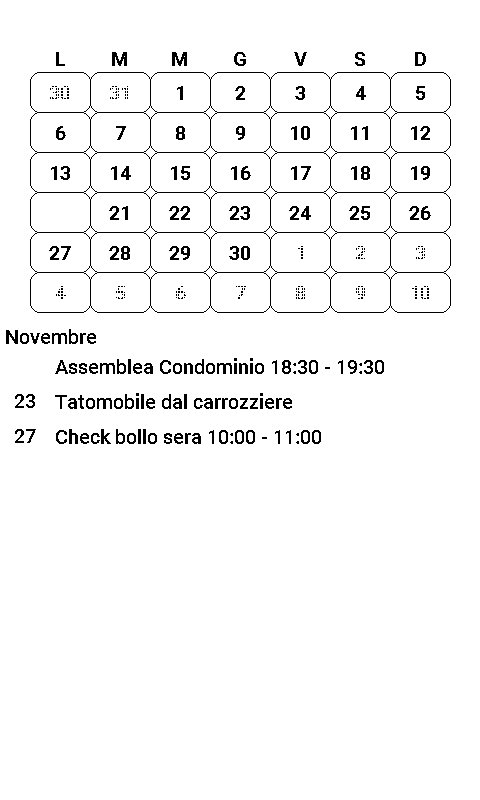 L M M G V S D
30 31 1 2 3 4 5
6 7 8 9 10 11 12
13 14 15 16 17 18 19
21 22 23 24 25 26
27 28 29 30 1 2 3
4 5 6 7 8 9 10
Novembre
Assemblea Condominio 18:30 - 19:30
23 Tatomobile dal carrozziere
27 Check bollo sera 10:00 - 11:00